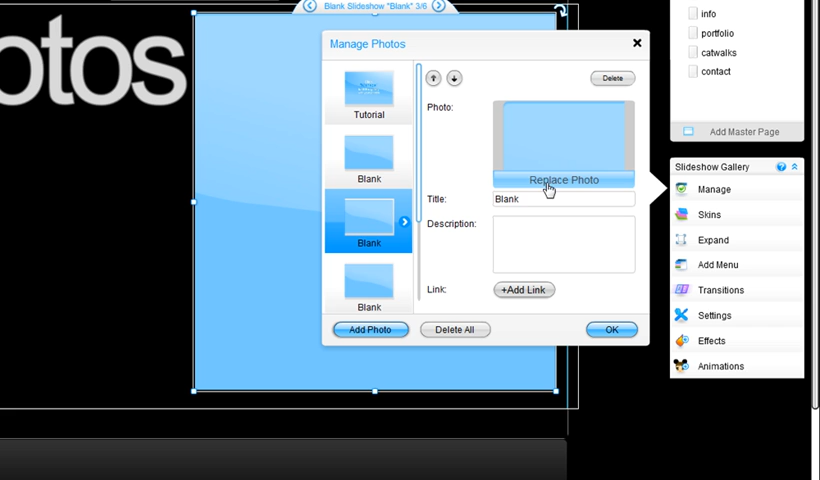 Blank Slideshow "Blank" 3/6
otos
Manage Photos
Tutorial
Blank
Blank
Blank
Delete
Photo:
Replace Photo
Title:
Blank
Description:
Link:
+Add Link
Add Photo
Delete All
OK
info
portfolio
catwalks
contact
Add Master Page
Slideshow Gallery
Manage
Skins
Expand
Add Menu
Transitions
Settings
Effects
Animations